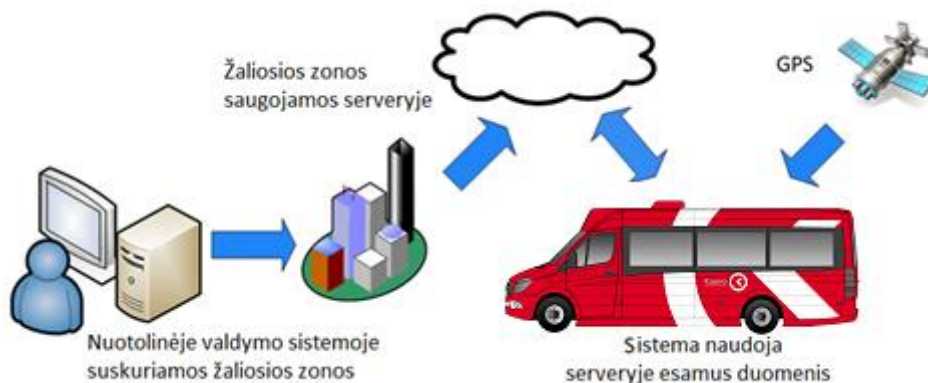 Žaliosios zonos
saugojamos serveryje
GPS
Nuotolinėje valdymo sistemoje
suskuriamos žaliosios zonos
Sistema naudoja
serveryje esamus duomenis